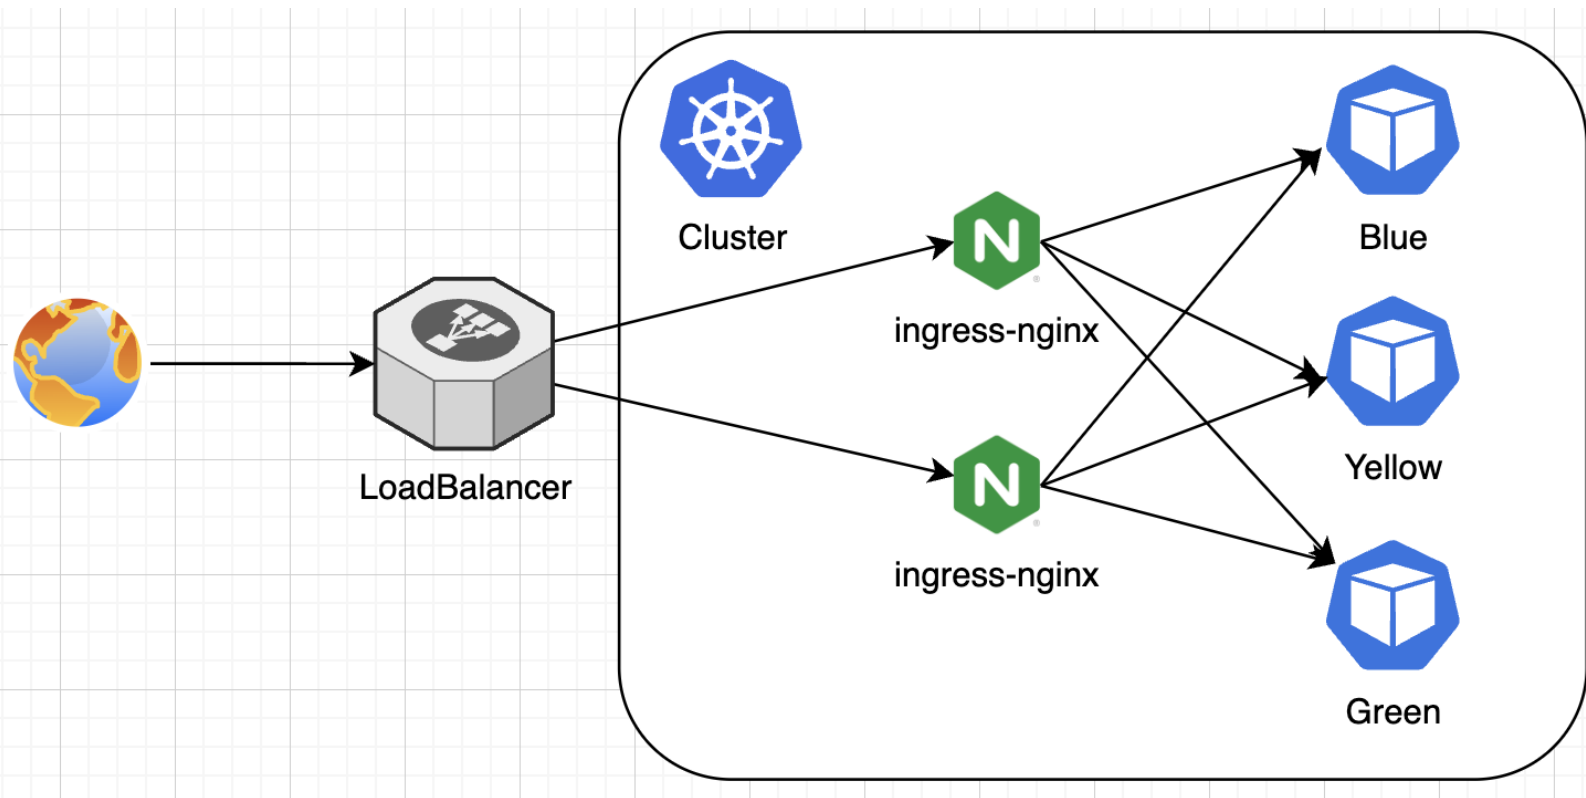 Cluster
Blue
ingress-nginx
Yellow
LoadBalancer
ingress-nginx
Green